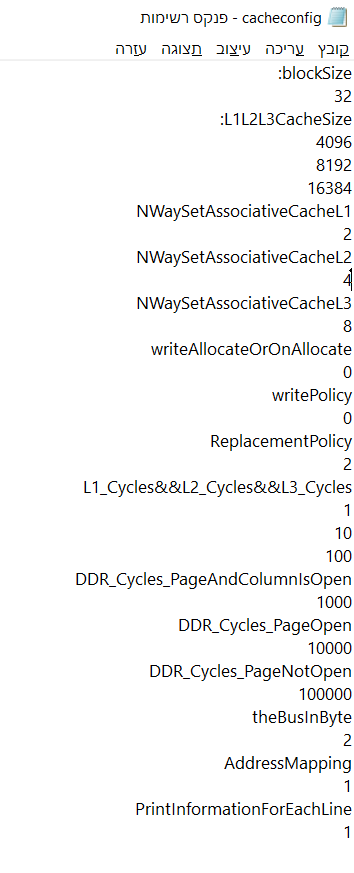 cacheconfig - פנקס רשימות
קובץ עריכה עיצוב תצוגה עזרה
blockSize:
32
L1L2L3CacheSize:
4096
8192
16384
NWaySetAssociativeCacheL1
2
NWaySetAssociativeCacheL2
4
NWaySetAssociativeCacheL3
8
writeAllocateOrOnAllocate
0
writePolicy
0
ReplacementPolicy
2
L1_Cycles&&L2_Cycles&&L3_Cycles
1
10
100
DDR_Cycles_PageAndColumnIsOpen
1000
DDR_Cycles_PageOpen
10000
DDR_Cycles_PageNotOpen
100000
theBusInByte
2
AddressMapping
1
PrintInformationForEachLine
1